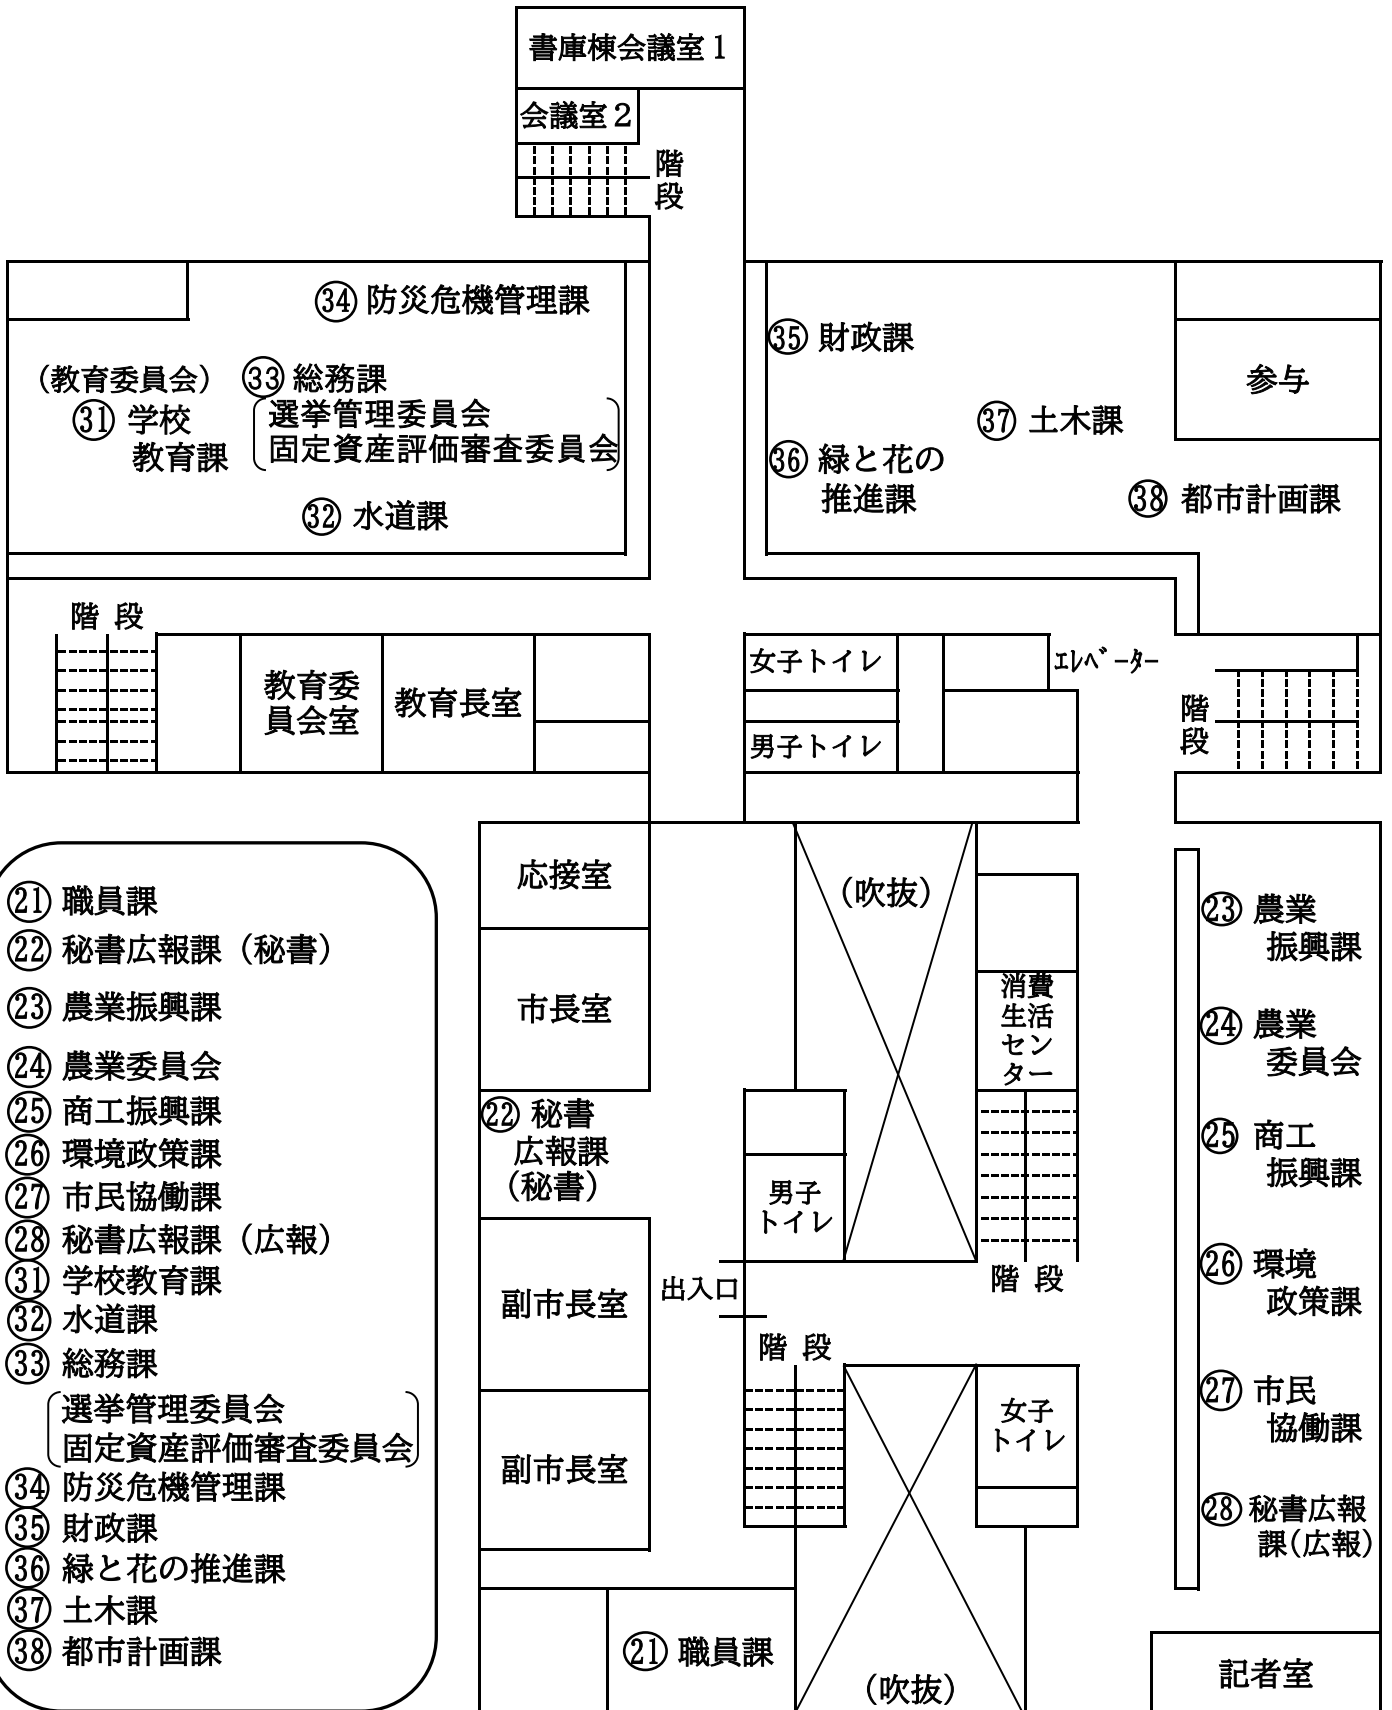 書庫棟会議室１
会議室２
階
段
㉞ 防災危機管理課
（教育委員会）
㉝ 総務課
選挙管理委員会
固定資産評価審査委員会
㉛ 学校
教育課
㉜ 水道課
㉟ 財政課
参与
㊲ 土木課
㊱ 緑と花の
推進課
㊳ 都市計画課
階 段
教育委
員会室
教育長室
女子トイレ
男子トイレ
ｴﾚﾍﾞｰﾀｰ
階
段
応接室
（吹抜）
市長室
消費
生活
セン
ター
㉒ 秘書
広報課
（秘書）
男子
トイレ
階 段
出入口
副市長室
階 段
女子
トイレ
副市長室
㉑ 職員課
（吹抜）
㉓ 農業
振興課
㉔ 農業
委員会
㉕ 商工
振興課
㉖ 環境
政策課
㉗ 市民
協働課
㉘ 秘書広報
課(広報)
記者室
㉑ 職員課
㉒ 秘書広報課（秘書）
㉓ 農業振興課
㉔ 農業委員会
㉕ 商工振興課
㉖ 環境政策課
㉗ 市民協働課
㉘ 秘書広報課（広報）
㉛ 学校教育課
㉜ 水道課
㉝ 総務課
選挙管理委員会
固定資産評価審査委員会
㉞ 防災危機管理課
㉟ 財政課
㊱ 緑と花の推進課
㊲ 土木課
㊳ 都市計画課